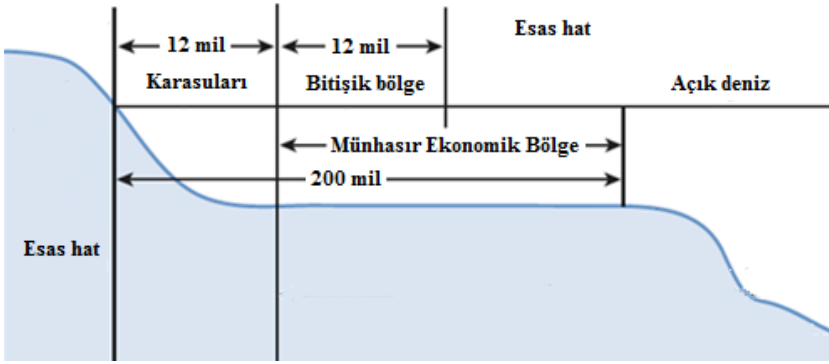 Esas hat
12 mil
12 mil
Karasuları
Bitişik bölge
Açık deniz
Münhasır Ekonomik Bölge
200 mil
Esas hat